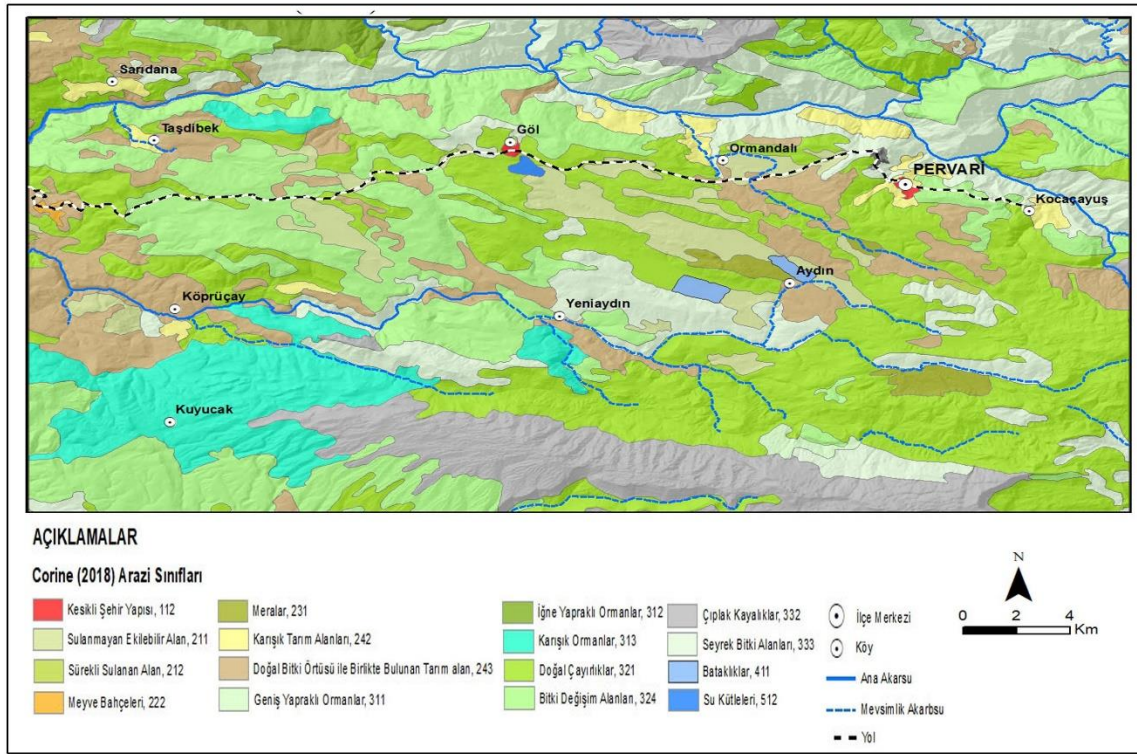 Sarıdana
Taşdibek
Göl
Ormandalı
PERVARİ
Kocaçayuş
Köprüçay
Yeniaydın
Aydın
Kuyucak
AÇIKLAMALAR
Corine (2018) Arazi Sınıfları
Kesikli Şehir Yapısı, 112
Sulanmayan Ekilebilir Alan, 211
Sürekli Sulanan Alan, 212
Meyve Bahçeleri, 222
Meralar, 231
Karışık Tarım Alanları, 242
Doğal Bitki Örtüsü ile Birlikte Bulunan Tarım alan, 243
Geniş Yapraklı Ormanlar, 311
İğne Yapraklı Ormanlar, 312
Karışık Ormanlar, 313
Doğal Çayırlıklar, 321
Bitki Değişim Alanları, 324
Çıplak Kayalıklar, 332
Seyrek Bitki Alanları, 333
Bataklıklar, 411
Su Kütleleri, 512
İlçe Merkezi
Köy
Ana Akarsu
Mevsimlik Akarbsu
Yol
N
0 2 4
Km